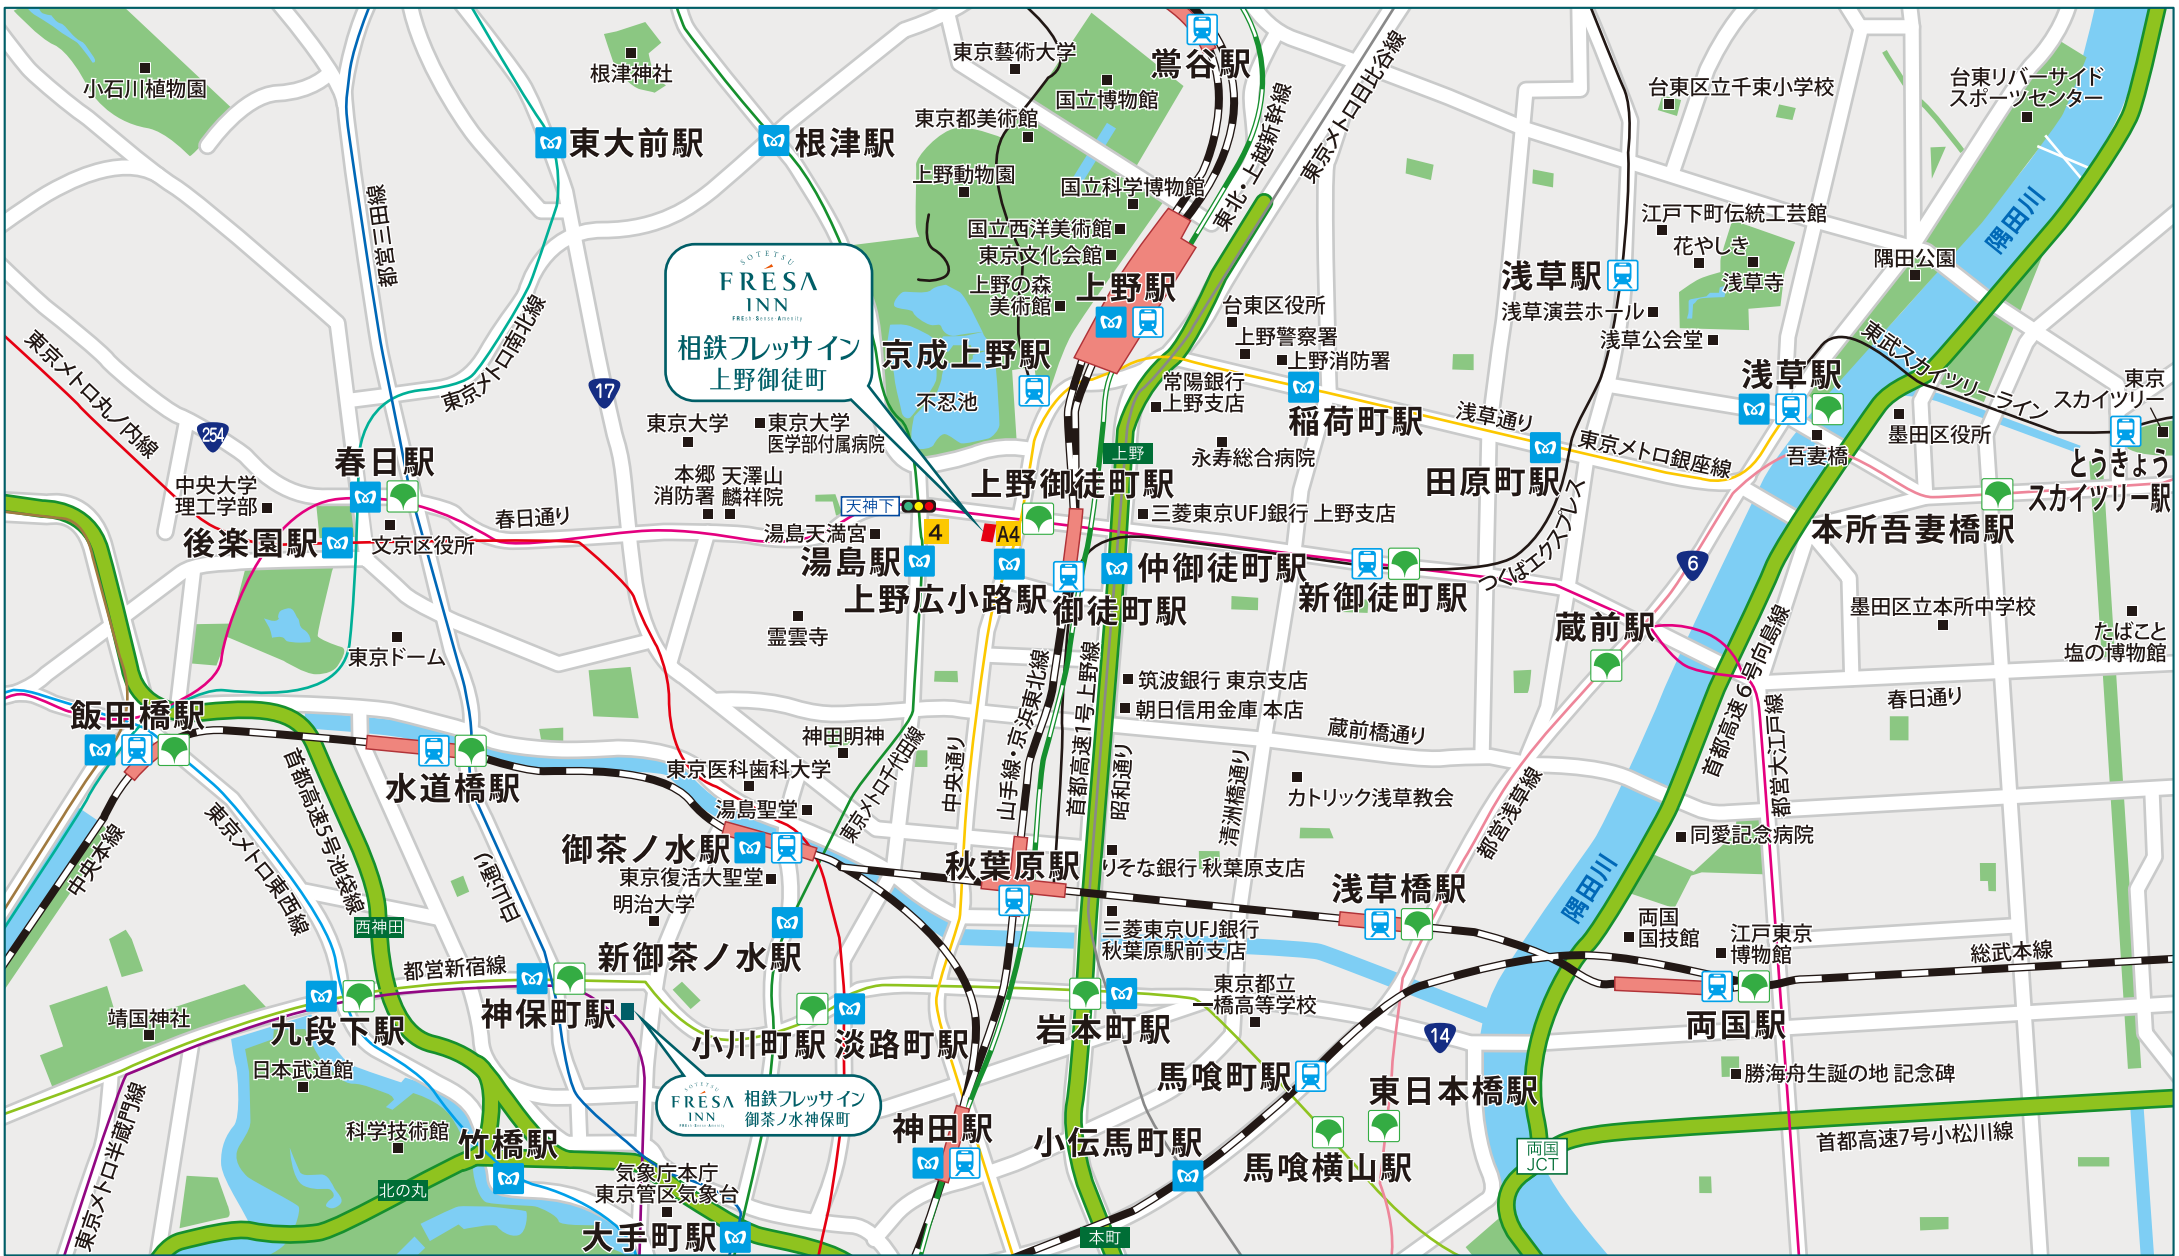 小石川植物園
根津神社
東京藝術大学
国立博物館
鴬谷駅
東京メトロ日比谷線
台東区立千束小学校
台東リバーサイド
スポーツセンター
東大前駅
根津駅
東京都美術館
上野動物園
国立科学博物館
東北・上越新幹線
国立西洋美術館
東京文化会館
上野の森
美術館
上野駅
江戸下町伝統工芸館
花やしき
浅草寺
隅田公園
隅田川
浅草駅
浅草演芸ホール
浅草公会堂
都営三田線
東京メトロ南北線
東京メトロ丸ノ内線
SOTETSU
FRESA
INN
FREsh・Sense・Amenity
相鉄フレッサイン
上野御徒町
京成上野駅
不忍池
台東区役所
上野警察署
上野消防署
常陽銀行
上野支店
稲荷町駅
浅草通り
東京メトロ銀座線
田原町駅
浅草駅
東武スカイツリーライン
東京
スカイツリー
墨田区役所
吾妻橋
とうきょう
スカイツリー駅
本所吾妻橋駅
17
254
東京大学
東京大学
医学部付属病院
本郷
消防署
天澤山
麟祥院
春日駅
中央大学
理工学部
春日通り
後楽園駅
文京区役所
天神下
湯島天満宮
4
A4
湯島駅
上野
上野御徒町駅
永寿総合病院
三菱東京UFJ銀行 上野支店
仲御徒町駅
上野広小路駅
御徒町駅
新御徒町駅
つくばエクスプレス
6
蔵前駅
墨田区立本所中学校
たばこと
塩の博物館
霊雲寺
東京ドーム
飯田橋駅
水道橋駅
首都高速5号池袋線
東京メトロ東西線
中央本線
白山通り
神田明神
東京医科歯科大学
湯島聖堂
東京メトロ千代田線
中央通り
山手線・京浜東北線
首都高速1号上野線
昭和通り
筑波銀行 東京支店
朝日信用金庫 本店
蔵前橋通り
清洲橋通り
カトリック浅草教会
都営浅草線
首都高速6号向島線
都営大江戸線
春日通り
同愛記念病院
御茶ノ水駅
東京復活大聖堂
明治大学
新御茶ノ水駅
秋葉原駅
りそな銀行 秋葉原支店
三菱東京UFJ銀行
秋葉原駅前支店
浅草橋駅
隅田川
両国
国技館
江戸東京
博物館
総武本線
両国駅
西神田
都営新宿線
靖国神社
九段下駅
神保町駅
小川町駅
淡路町駅
岩本町駅
東京都立
一橋高等学校
14
馬喰町駅
東日本橋駅
勝海舟生誕の地 記念碑
日本武道館
科学技術館
竹橋駅
北の丸
東京メトロ半蔵門線
SOTETSU
FRESA
INN
FREsh・Sense・Amenity
相鉄フレッサイン
御茶ノ水神保町
気象庁本庁
東京管区気象台
大手町駅
神田駅
小伝馬町駅
馬喰横山駅
本町
両国
JCT
首都高速7号小松川線